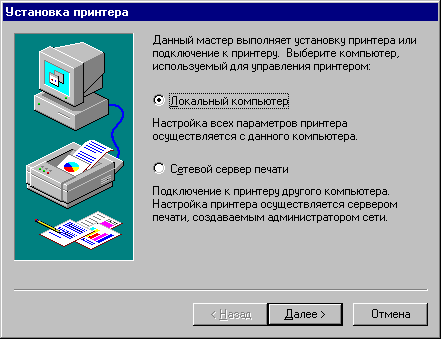 Установка принтера
Данный мастер выполняет установку принтера или
подключение к принтеру. Выберите компьютер,
используемый для управления принтером:
Локальный компьютер
Настройка всех параметров принтера
осуществляется с данного компьютера.
Сетевой сервер печати
Подключение к принтеру другого компьютера.
Настройка принтера осуществляется сервером
печати, создаваемым администратором сети.
< Назад
Далее >
Отмена